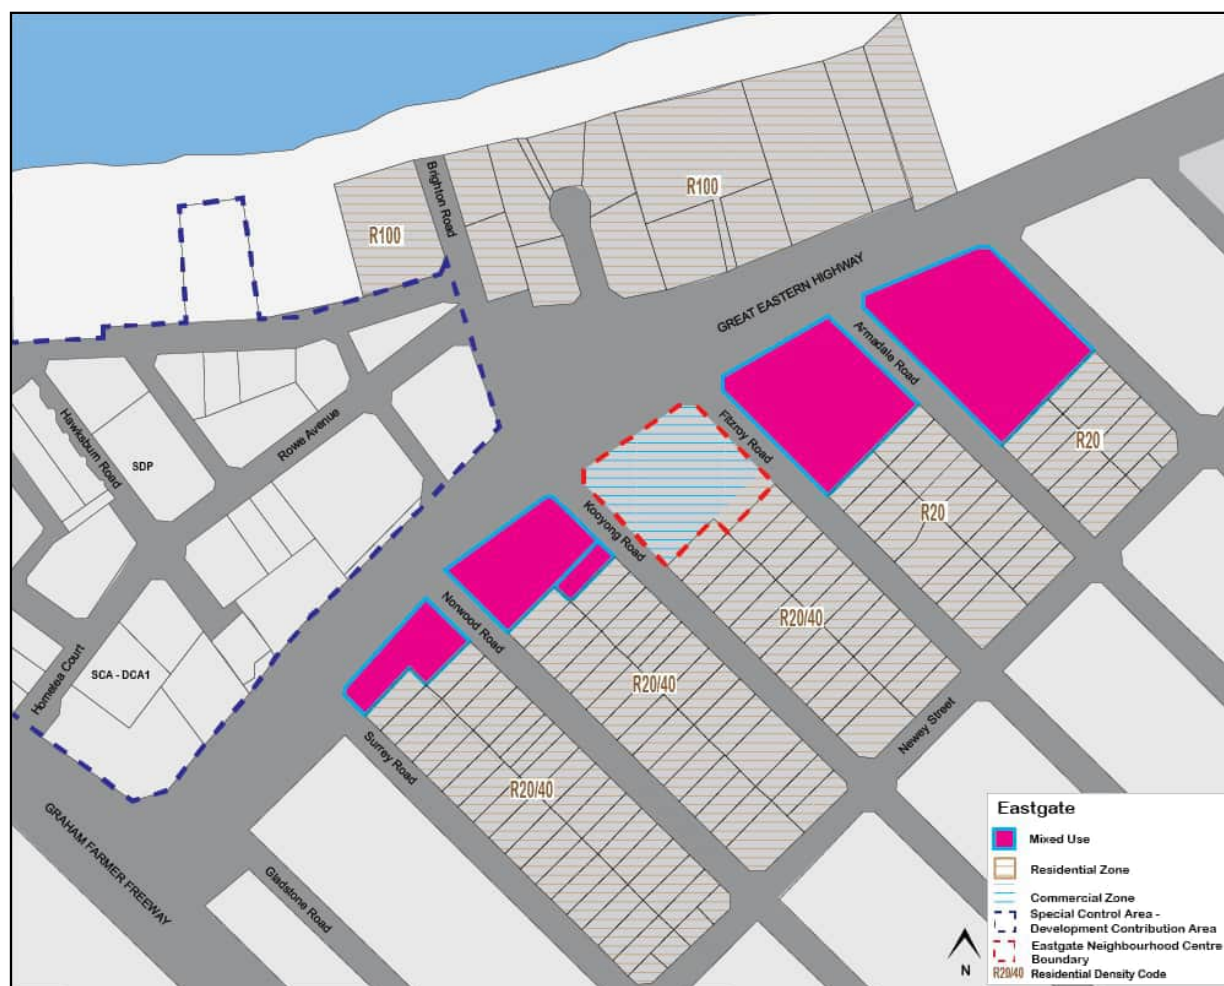 Brighton Road
R100
R100
GREAT EASTERN HIGHWAY
Armadale Road
Hawksburn Road
Rowe Avenue
SDP
Fitzroy Road
R20
R20
Kooyong Road
Norwood Road
R20/40
R20/40
R20/40
Homelea Court
SCA - DCA1
Surrey Road
Newey Street
GRAHAM FARMER FREEWAY
Gladstone Road
N
Eastgate
Mixed Use
Residential Zone
Commercial Zone
Special Control Area -
Development Contribution Area
Eastgate Neighbourhood Centre
Boundary
R20/40 Residential Density Code